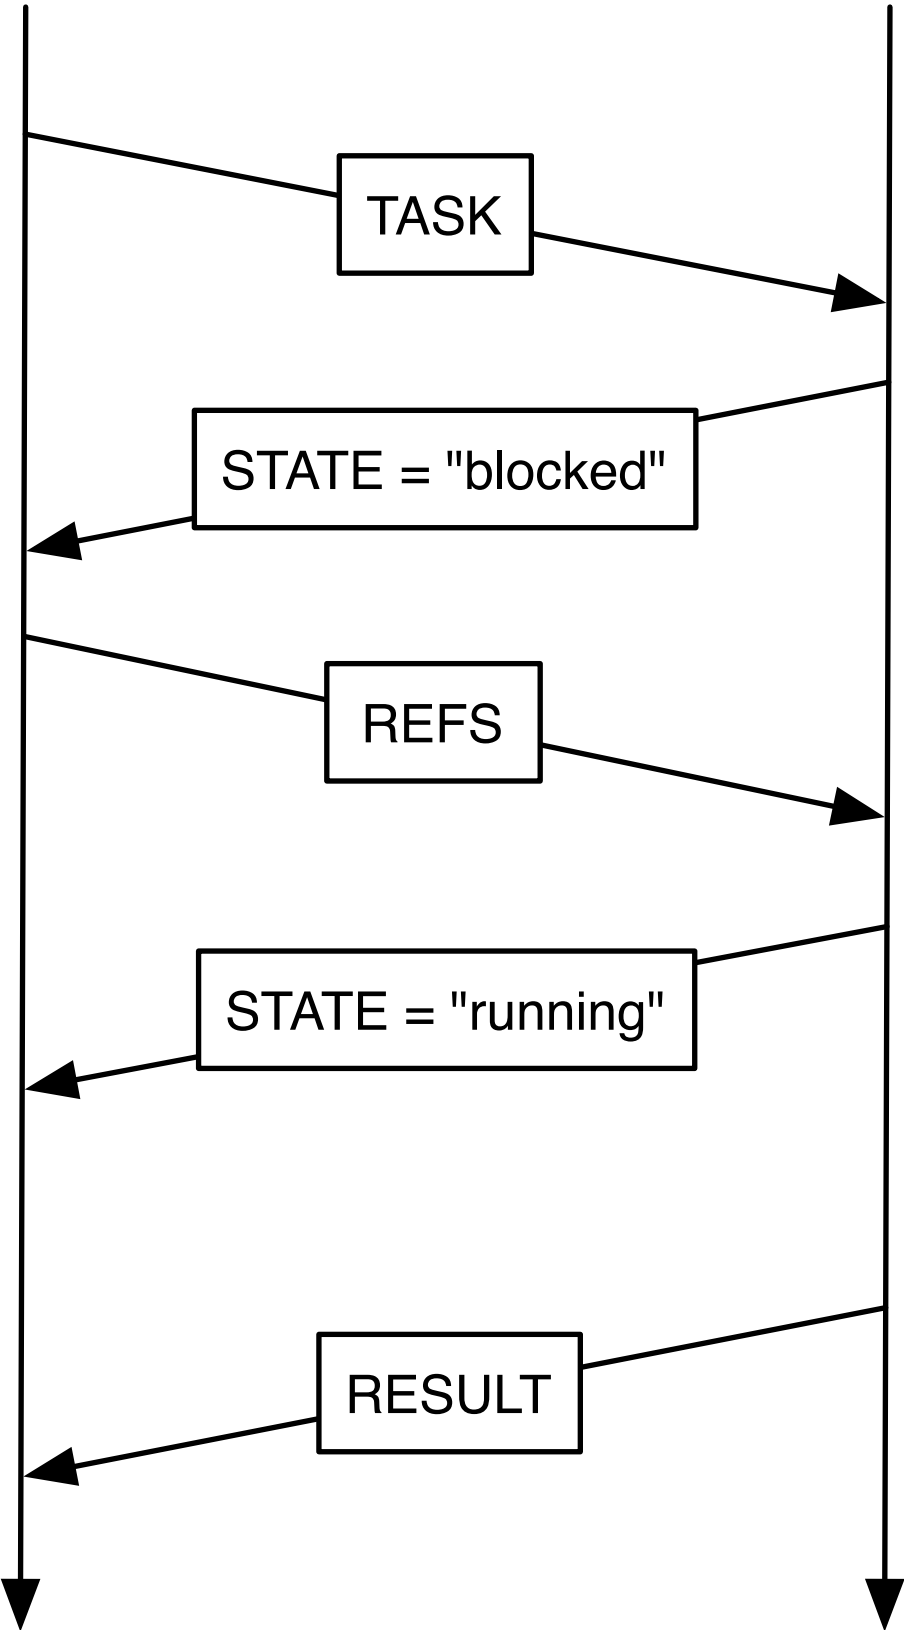 TASK
STATE = "blocked"
REFS
STATE = "running"
RESULT